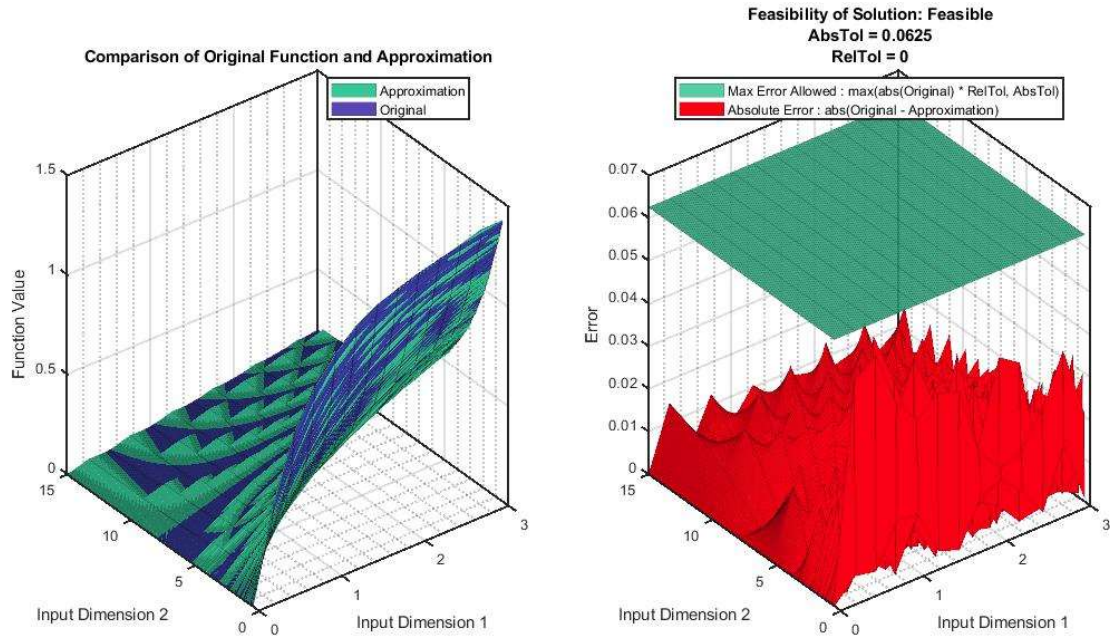 Comparison of Original Function and Approximation
Approximation
Original
Function Value
1.5
1
0.5
0
15
10
5
0
0
1
2
3
Input Dimension 2
Input Dimension 1
Feasibility of Solution: Feasible
AbsTol = 0.0625
RelTol = 0
Max Error Allowed : max(abs(Original) * RelTol, AbsTol)
Absolute Error : abs(Original - Approximation)
Error
0.07
0.06
0.05
0.04
0.03
0.02
0.01
0
15
10
5
0
0
1
2
3
Input Dimension 2
Input Dimension 1